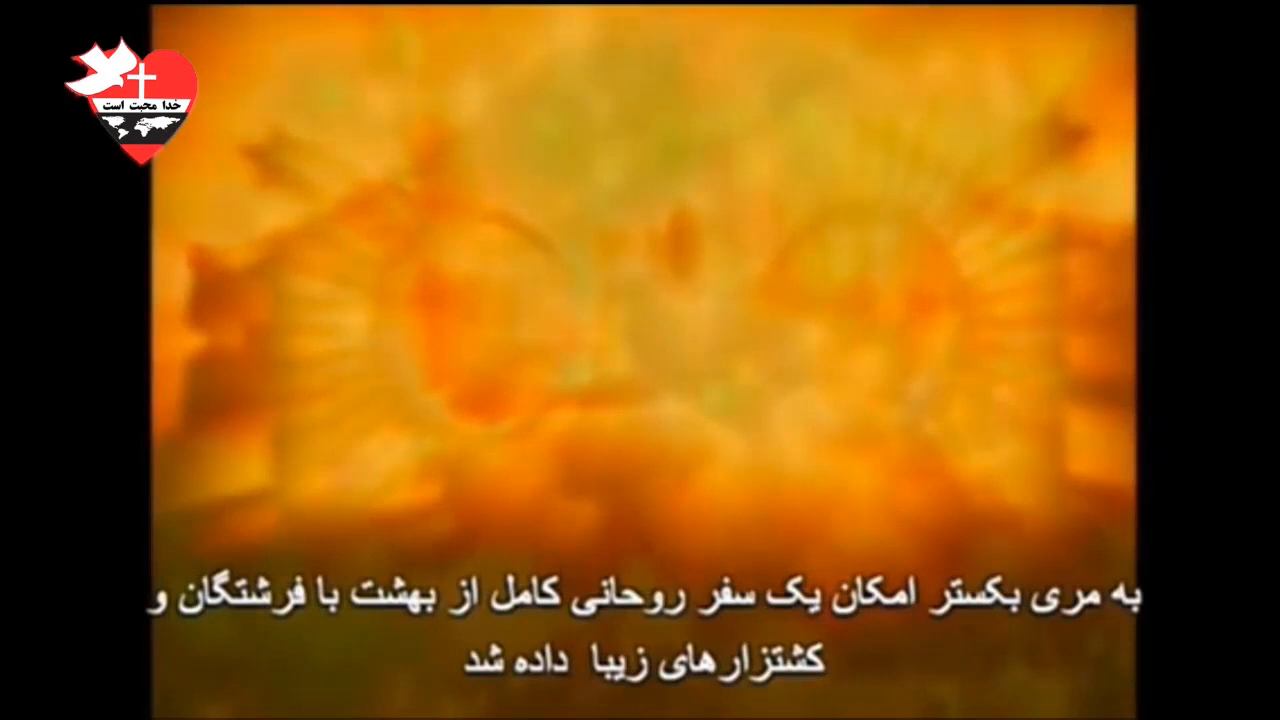 خدا محبت است
به مری بکستر امکان یک سفر روحانی کامل از بهشت با فرشتگان و
کشتزارهای زیبا داده شد